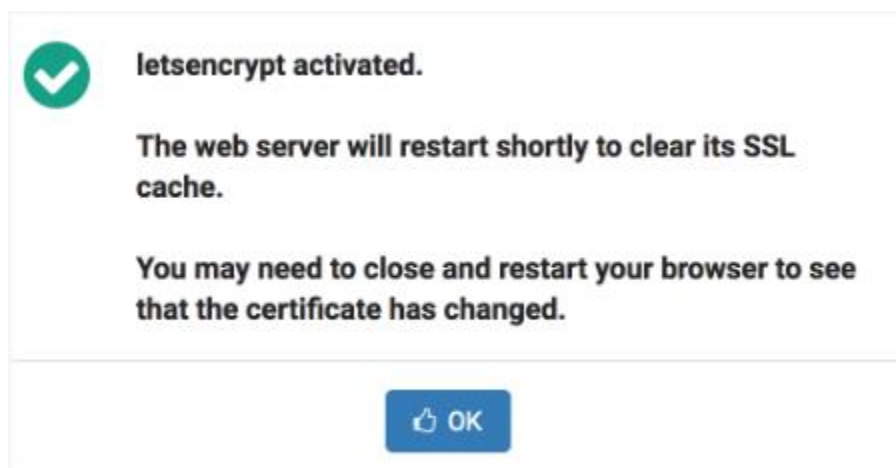 letsencrypt activated.
The web server will restart shortly to clear its SSL
cache.
You may need to close and restart your browser to see
that the certificate has changed.
OK